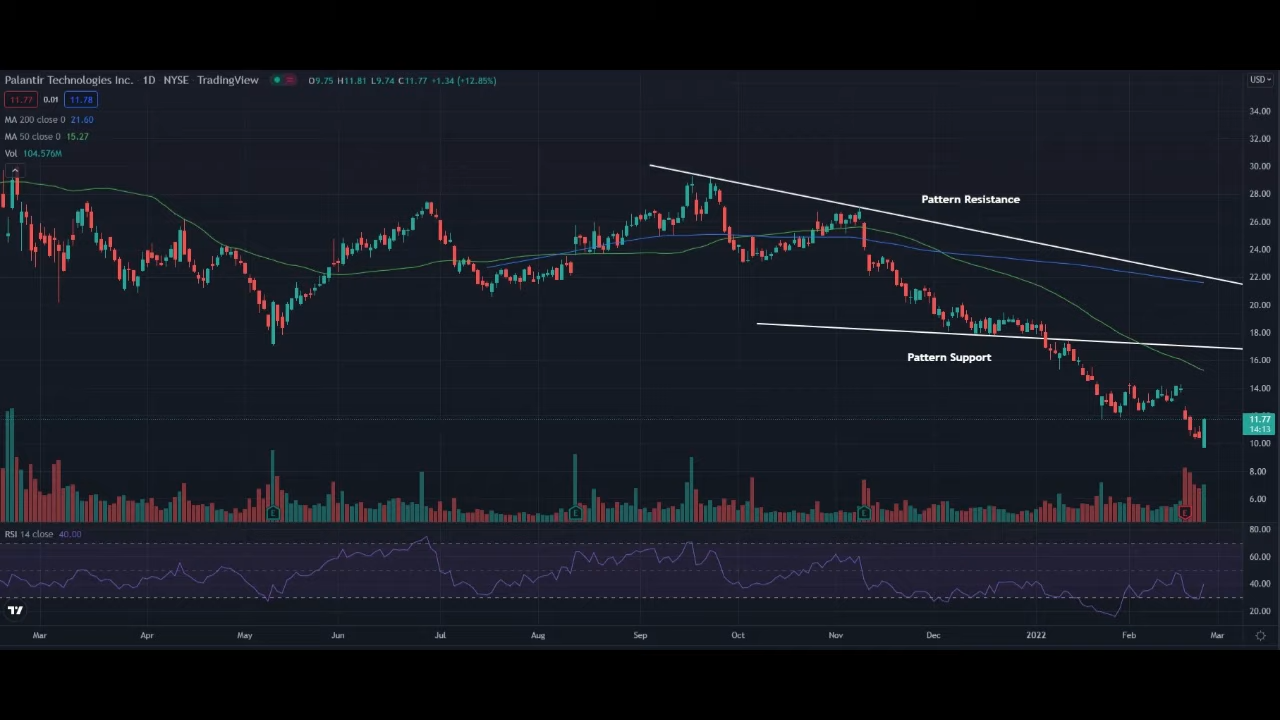 Palantir Technologies Inc. 1D NYSE TradingView O9.75 H11.81 L9.74 C11.77 +1.34 (+12.85%)
USD
11.77 0.01 11.78
MA 200 close 0 21.60
MA 50 close 0 15.27
Vol 104.576M
34.00
32.00
30.00
28.00
26.00
24.00
22.00
20.00
18.00
16.00
14.00
11.77
14:13
10.00
8.00
6.00
Pattern Resistance
Pattern Support
E E E E
RSI 14 close 40.00
80.00
60.00
40.00
20.00
Mar Apr May Jun Jul Aug Sep Oct Nov Dec 2022 Feb Mar